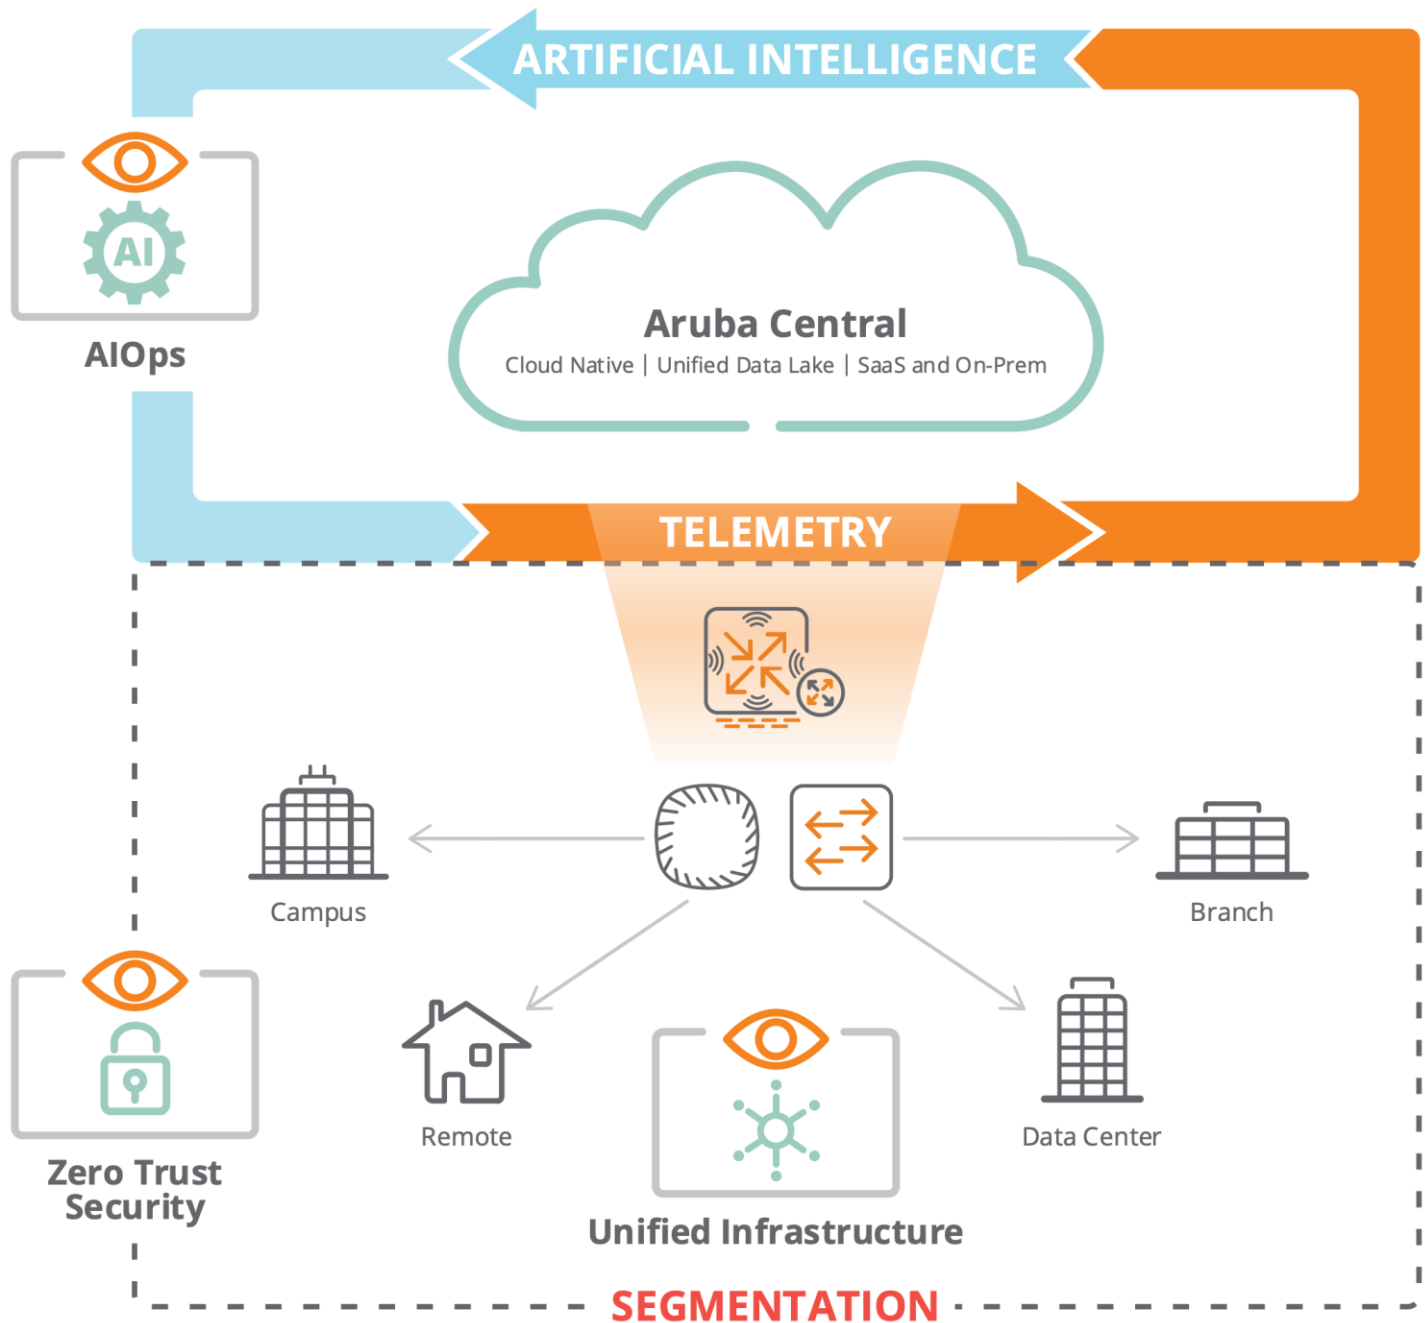 ARTIFICIAL INTELLIGENCE
AI
AIOps
Aruba Central
Cloud Native | Unified Data Lake | SaaS and On-Prem
TELEMETRY
Campus
Branch
Remote
Data Center
Zero Trust
Security
Unified Infrastructure
SEGMENTATION